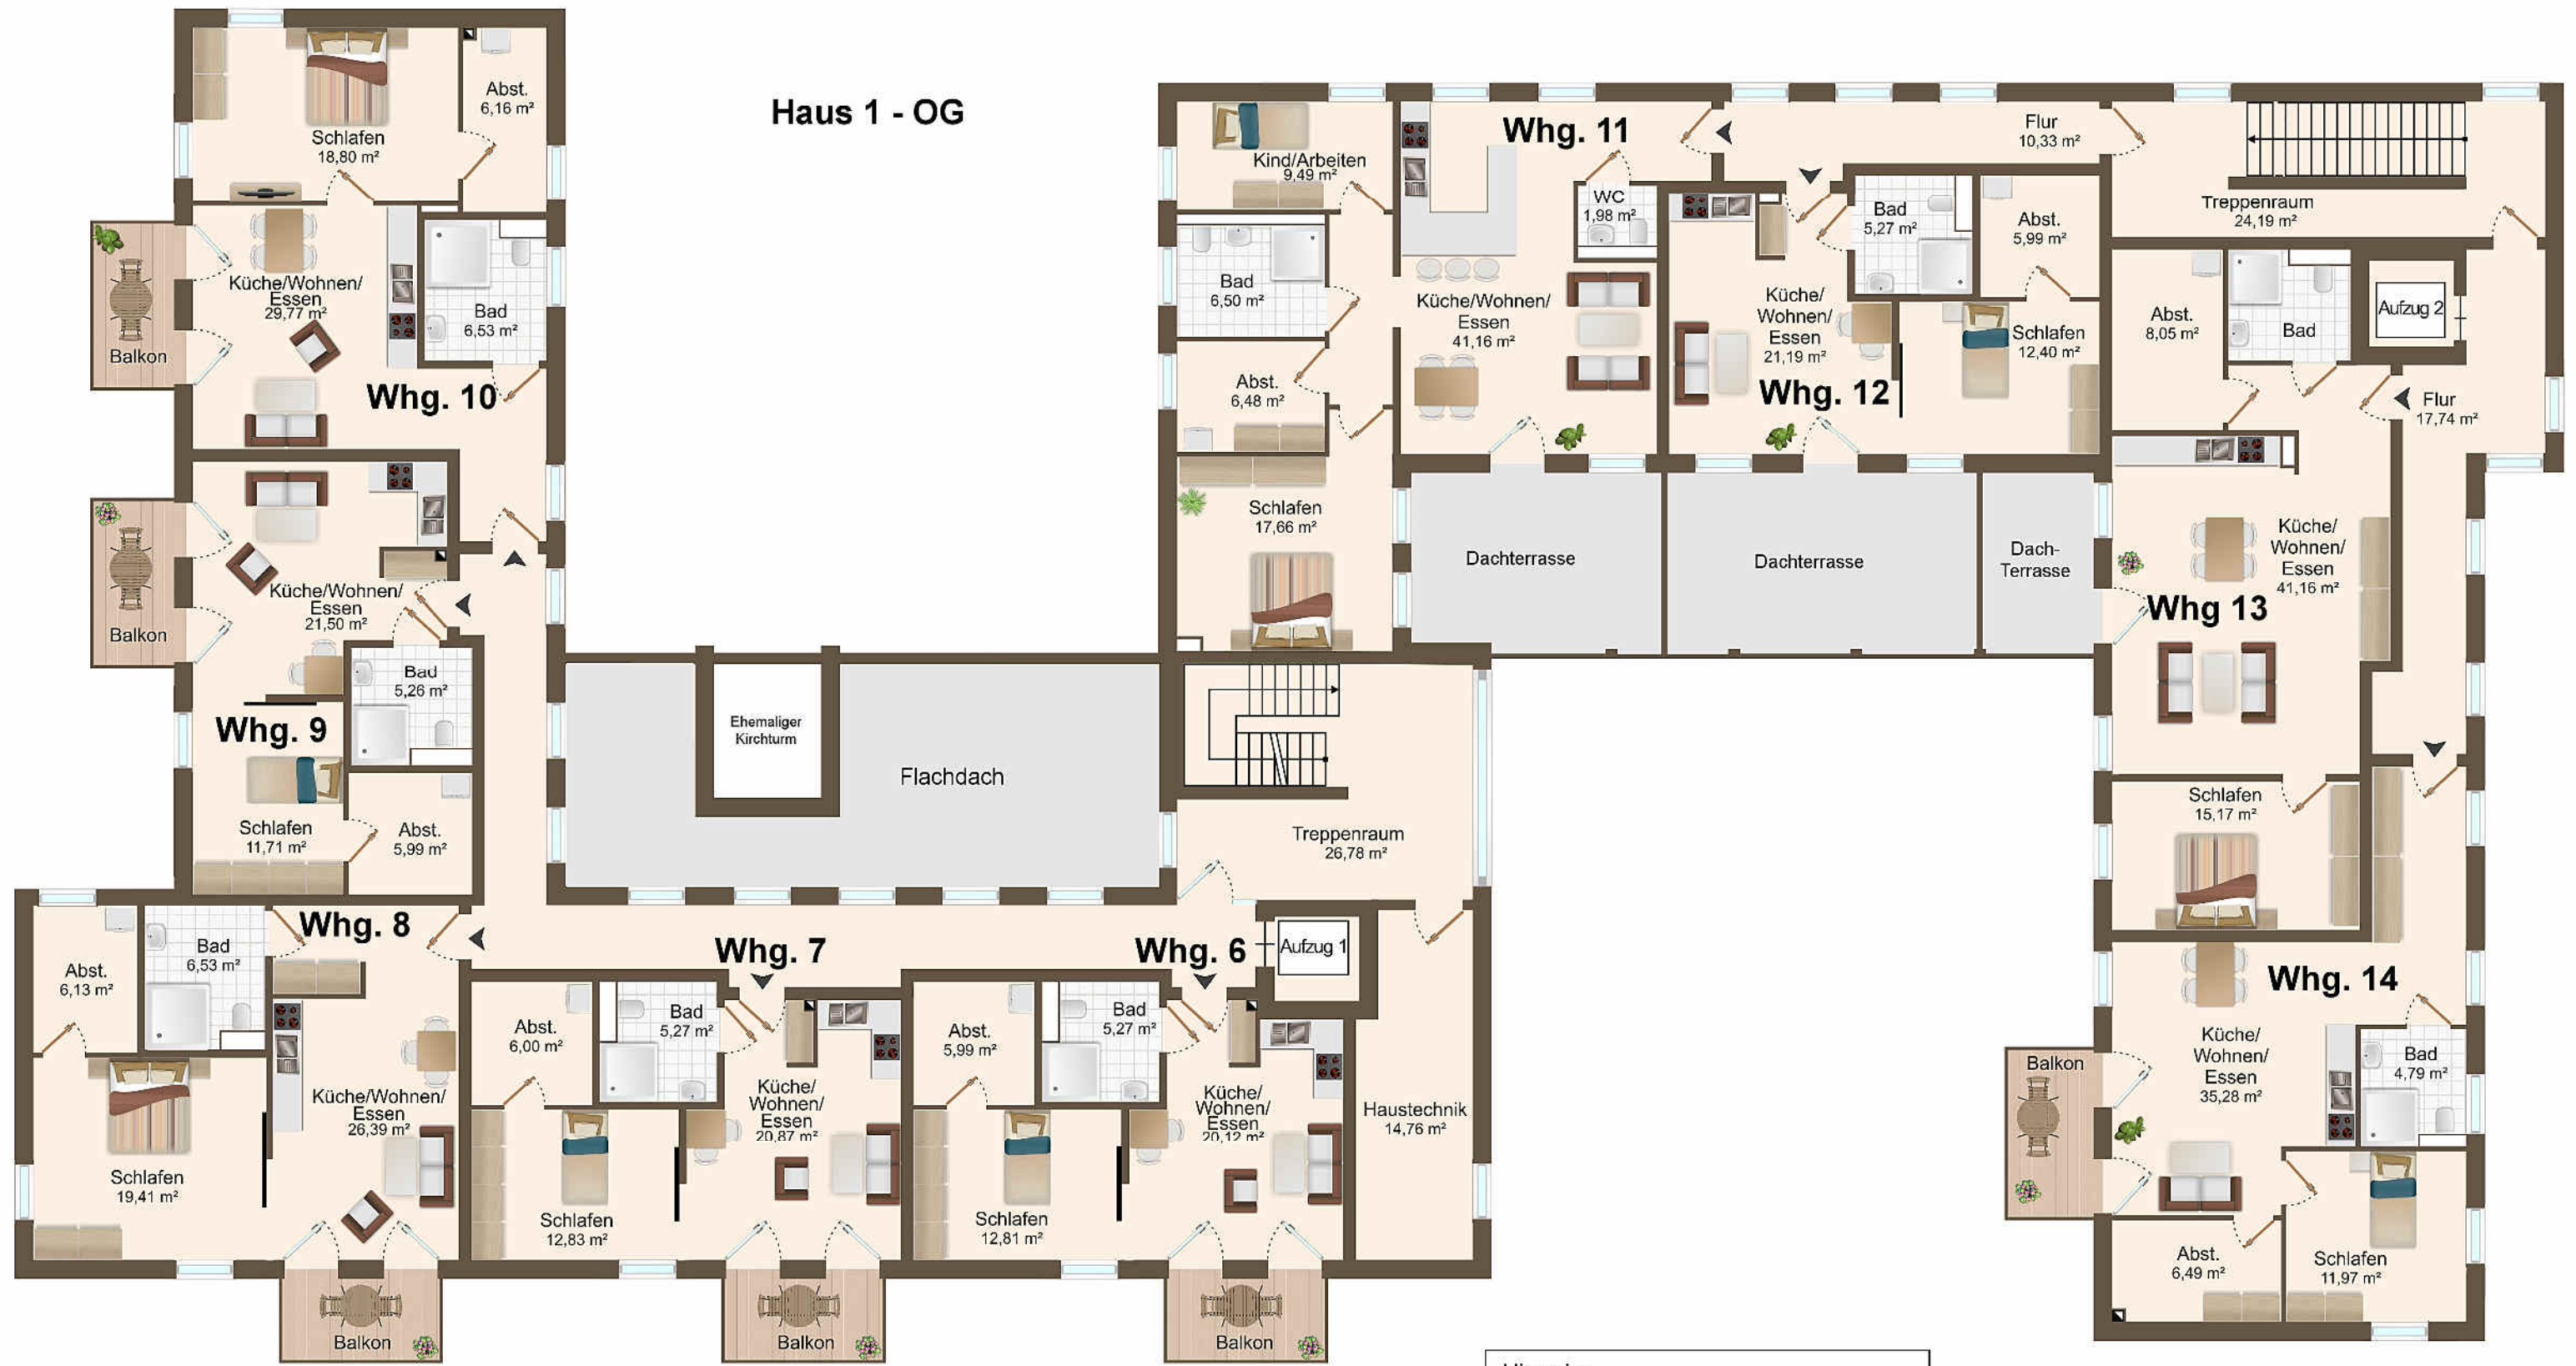 Haus 1 - OG
Abst.
6,16 m²
Schlafen
18,80 m²
Küche/Wohnen/
Essen
29,77 m²
Bad
6,53 m²
Balkon
Whg. 10
Küche/Wohnen/
Essen
21,50 m²
Balkon
Bad
5,26 m²
Whg. 9
Schlafen
11,71 m²
Abst.
5,99 m²
Whg. 8
Abst.
6,13 m²
Bad
6,53 m²
Küche/Wohnen/
Essen
26,39 m²
Schlafen
19,41 m²
Balkon
Whg. 7
Abst.
6,00 m²
Bad
5,27 m²
Küche/
Wohnen/
Essen
20,87 m²
Schlafen
12,83 m²
Balkon
Whg. 6
Abst.
5,99 m²
Bad
5,27 m²
Küche/
Wohnen/
Essen
20,12 m²
Schlafen
12,81 m²
Balkon
Aufzug 1
Haustechnik
14,76 m²
Ehemaliger
Kirchturm
Flachdach
Treppenraum
26,78 m²
Whg. 11
Kind/Arbeiten
9,49 m²
WC
1,98 m²
Bad
6,50 m²
Küche/Wohnen/
Essen
41,16 m²
Abst.
6,48 m²
Schlafen
17,66 m²
Dachterrasse
Flur
10,33 m²
Bad
5,27 m²
Abst.
5,99 m²
Küche/
Wohnen/
Essen
21,19 m²
Schlafen
12,40 m²
Whg. 12
Dachterrasse
Treppenraum
24,19 m²
Aufzug 2
Abst.
8,05 m²
Bad
Flur
17,74 m²
Dach-
Terrasse
Küche/
Wohnen/
Essen
41,16 m²
Whg 13
Schlafen
15,17 m²
Whg. 14
Küche/
Wohnen/
Essen
35,28 m²
Bad
4,79 m²
Balkon
Abst.
6,49 m²
Schlafen
11,97 m²